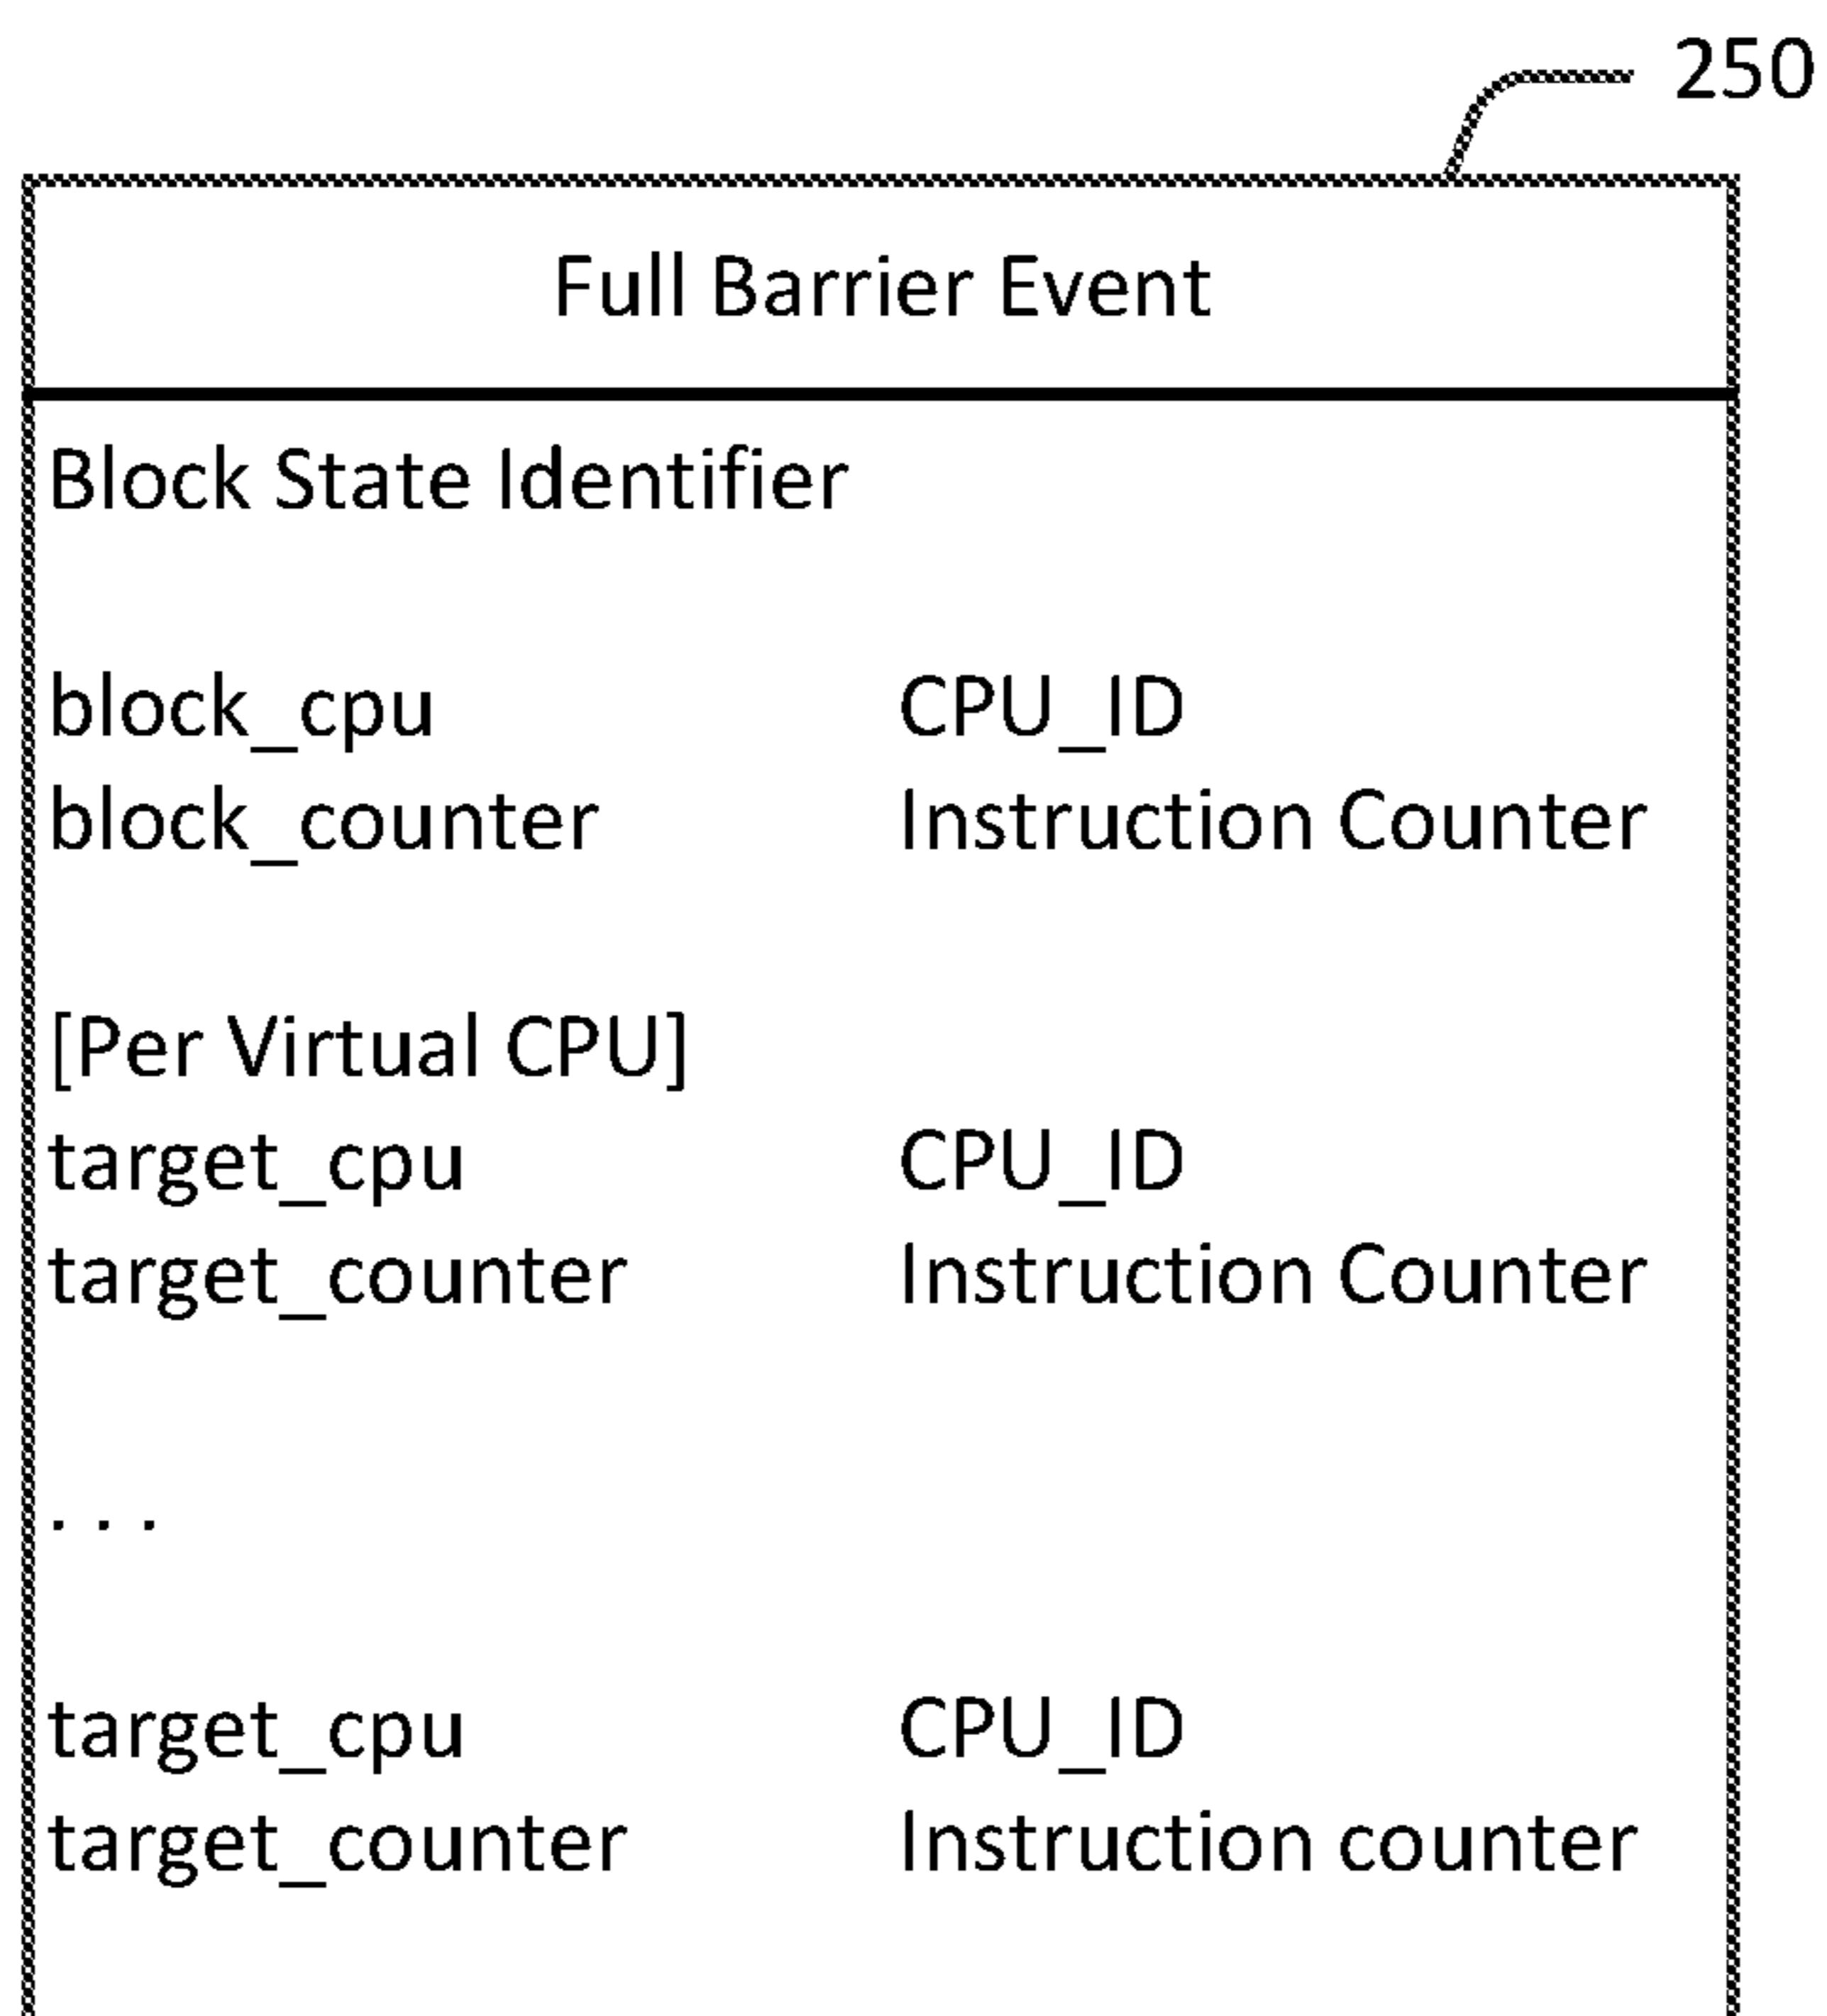 250
Full Barrier Event
Block State Identifier
block_cpu CPU_ID
block_counter Instruction Counter
[Per Virtual CPU]
target_cpu CPU_ID
target_counter Instruction Counter
. . .
target_cpu CPU_ID
target_counter Instruction counter